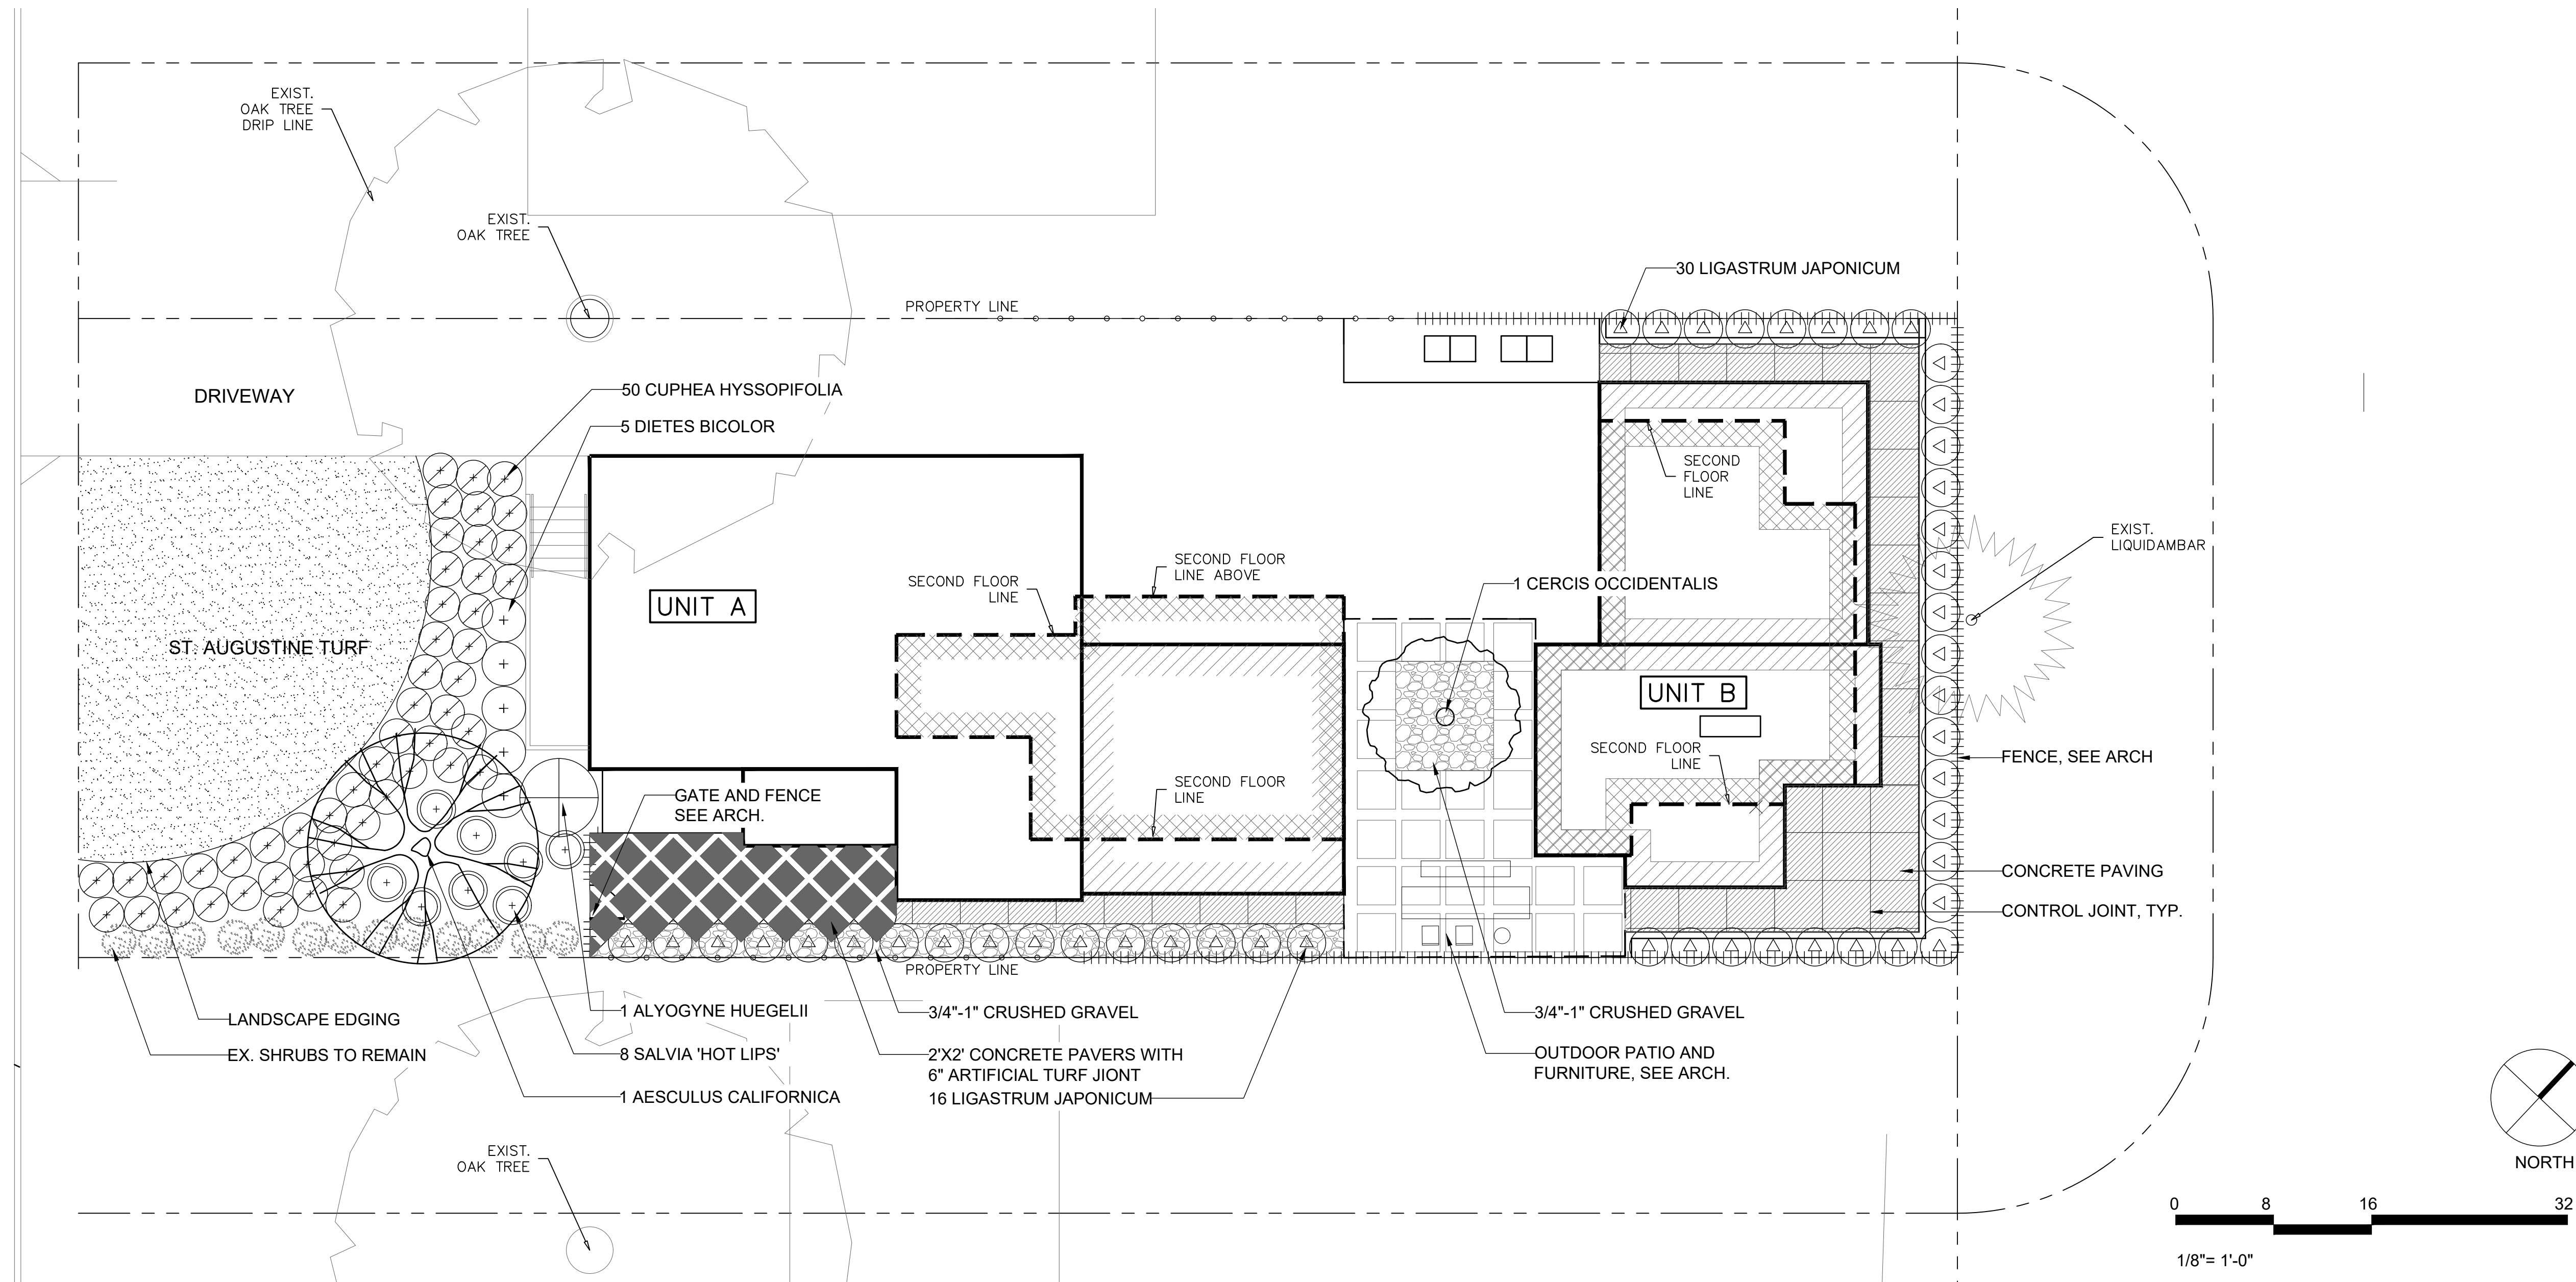 EXIST.
OAK TREE
DRIP LINE
EXIST.
OAK TREE
30 LIGASTRUM JAPONICUM
PROPERTY LINE
DRIVEWAY
50 CUPHEA HYSSOPIFOLIA
5 DIETES BICOLOR
SECOND
FLOOR
LINE
EXIST.
LIQUIDAMBAR
SECOND FLOOR
LINE ABOVE
SECOND FLOOR
LINE
1 CERCIS OCCIDENTALIS
UNIT A
ST. AUGUSTINE TURF
UNIT B
SECOND FLOOR
LINE
FENCE, SEE ARCH
SECOND FLOOR
LINE
GATE AND FENCE
SEE ARCH.
CONCRETE PAVING
CONTROL JOINT, TYP.
PROPERTY LINE
LANDSCAPE EDGING
EX. SHRUBS TO REMAIN
1 ALYOGYNE HUEGELII
8 SALVIA 'HOT LIPS'
1 AESCULUS CALIFORNICA
3/4"-1" CRUSHED GRAVEL
2'X2' CONCRETE PAVERS WITH
6" ARTIFICIAL TURF JIONT
16 LIGASTRUM JAPONICUM
3/4"-1" CRUSHED GRAVEL
OUTDOOR PATIO AND
FURNITURE, SEE ARCH.
EXIST.
OAK TREE
NORTH
0 8 16 32
1/8"= 1'-0"